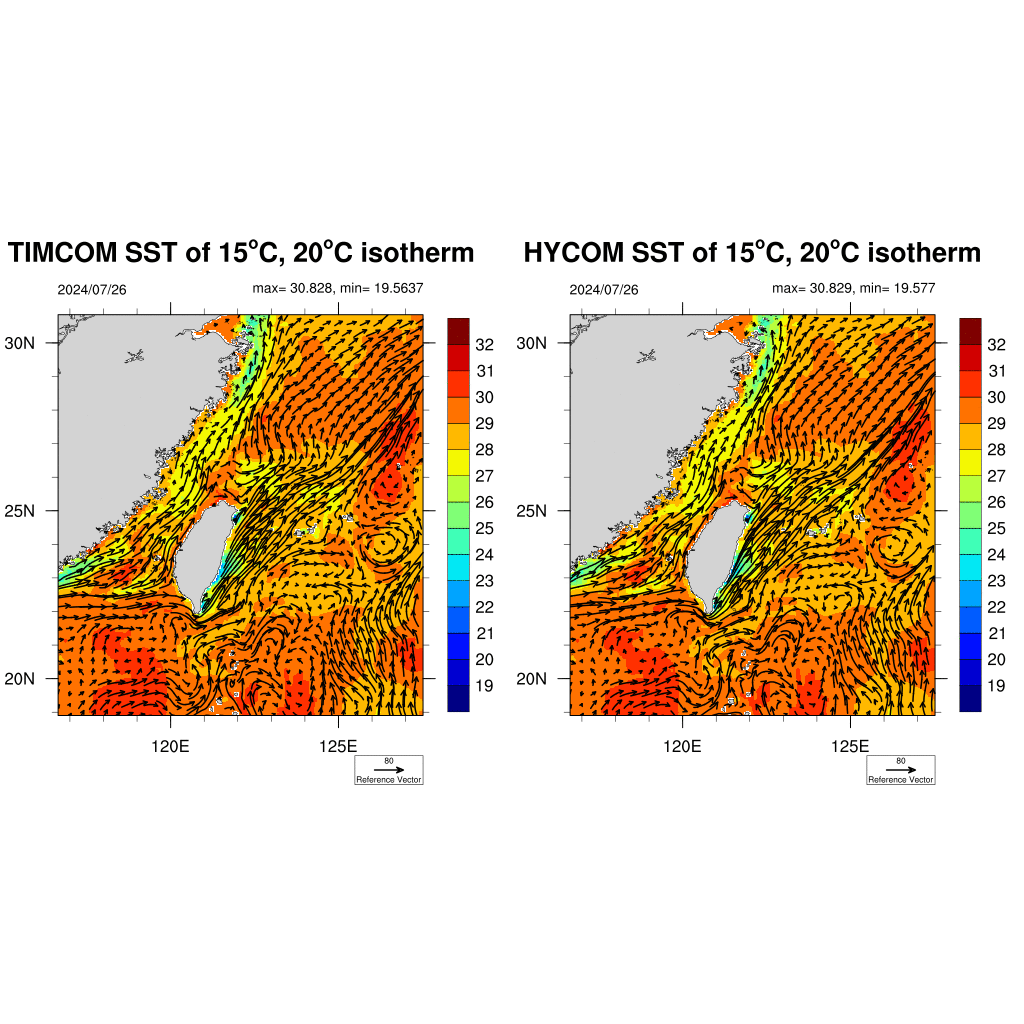 TIMCOM SST of 15°C, 20°C isotherm
2024/07/26
max= 30.828, min= 19.5637
30N
25N
20N
120E
125E
32
31
30
29
28
27
26
25
24
23
22
21
20
19
80
Reference Vector
HYCOM SST of 15°C, 20°C isotherm
2024/07/26
max= 30.829, min= 19.577
30N
25N
20N
120E
125E
32
31
30
29
28
27
26
25
24
23
22
21
20
19
80
Reference Vector